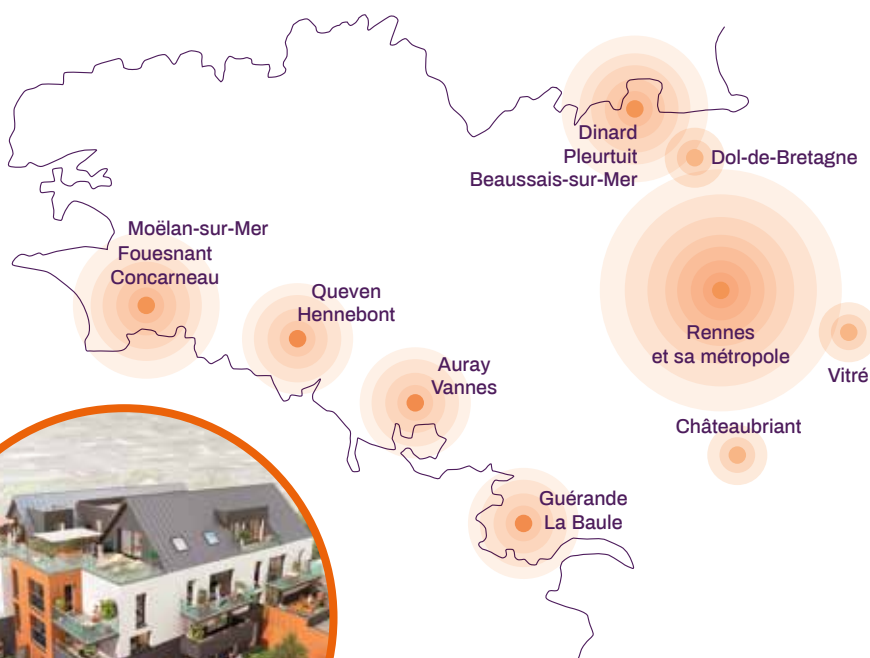 Dinard
Pleurtuit
Beaussais-sur-Mer
Dol-de-Bretagne
Moëlan-sur-Mer
Fouesnant
Concarneau
Queven
Hennebont
Rennes
et sa métropole
Vitré
Auray
Vannes
Châteaubriant
Guérande
La Baule